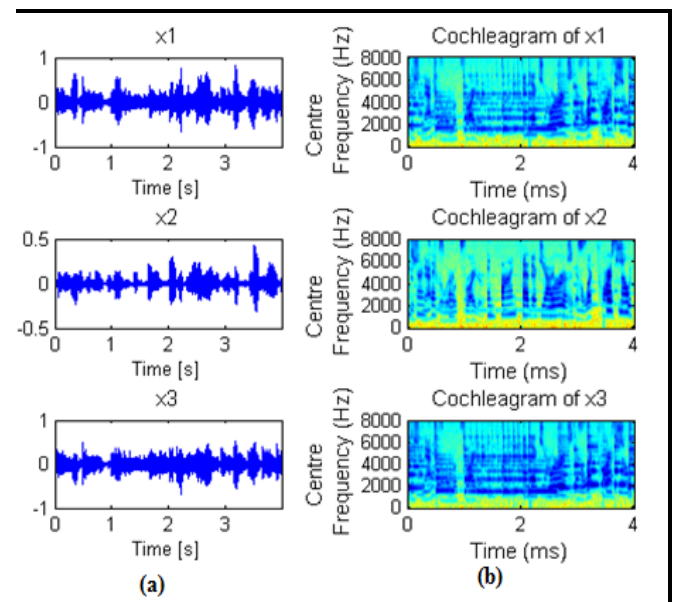 x1
1
0
-1
0 1 2 3
Time [s]
Cochleagram of x1
Centre
Frequency (Hz)
8000
6000
4000
2000
0
0 2 4
Time (ms)
x2
0.5
0
-0.5
0 1 2 3
Time [s]
Cochleagram of x2
Centre
Frequency (Hz)
8000
6000
4000
2000
0
0 2 4
Time (ms)
x3
1
0
-1
0 1 2 3
Time [s]
Cochleagram of x3
Centre
Frequency (Hz)
8000
6000
4000
2000
0
0 2 4
Time (ms)
(a)
(b)